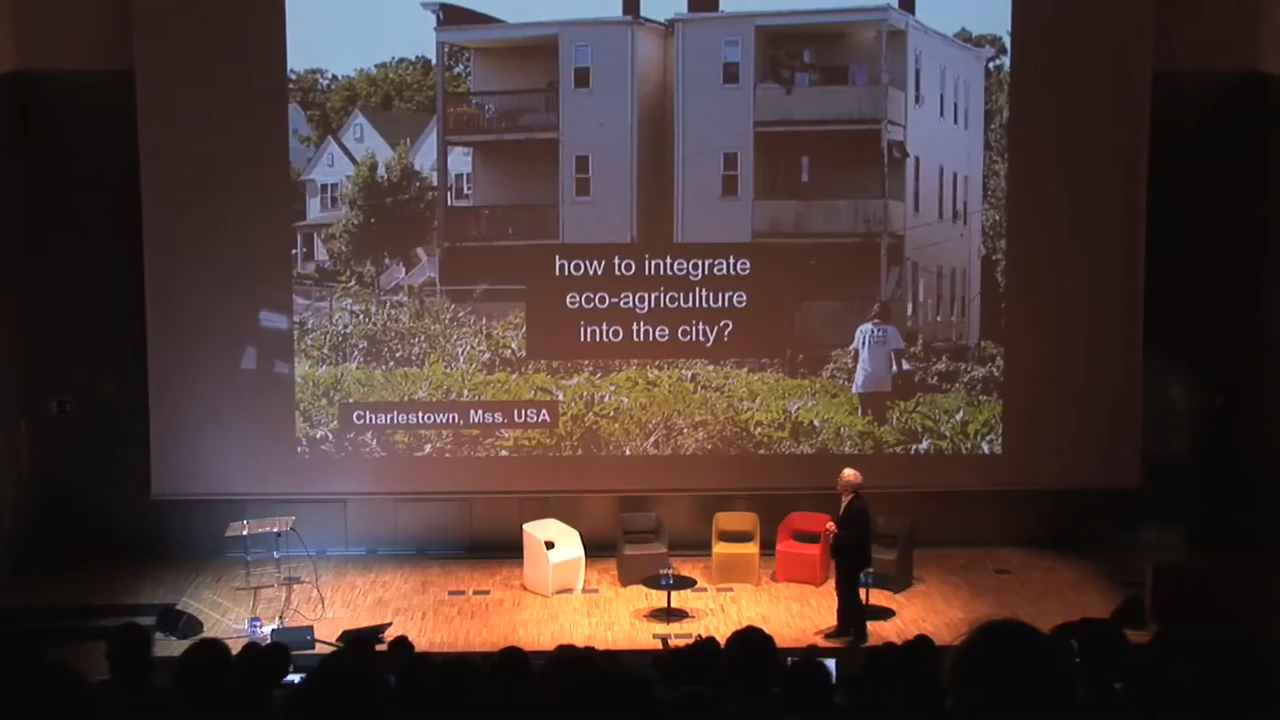 how to integrate
eco-agriculture
into the city?
Charlestown, Mss. USA